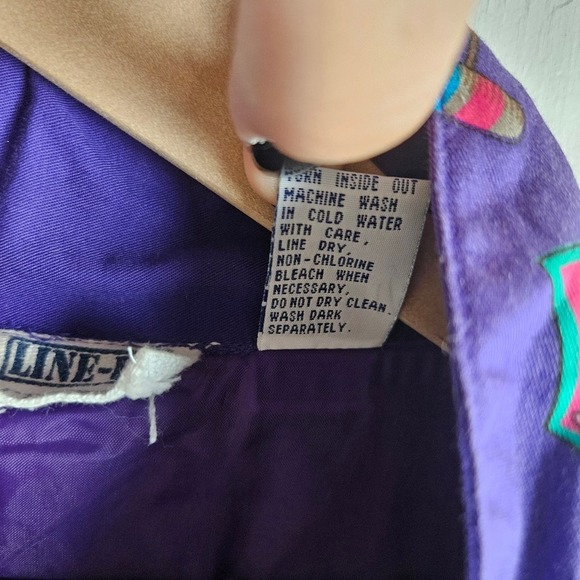 TURN INSIDE OUT
MACHINE WASH
IN COLD WATER
WITH CARE,
LINE DRY,
NON-CHLORINE
BLEACH WHEN
NECESSARY,
DO NOT DRY CLEAN.
WASH DARK
SEPARATELY.
LINE-